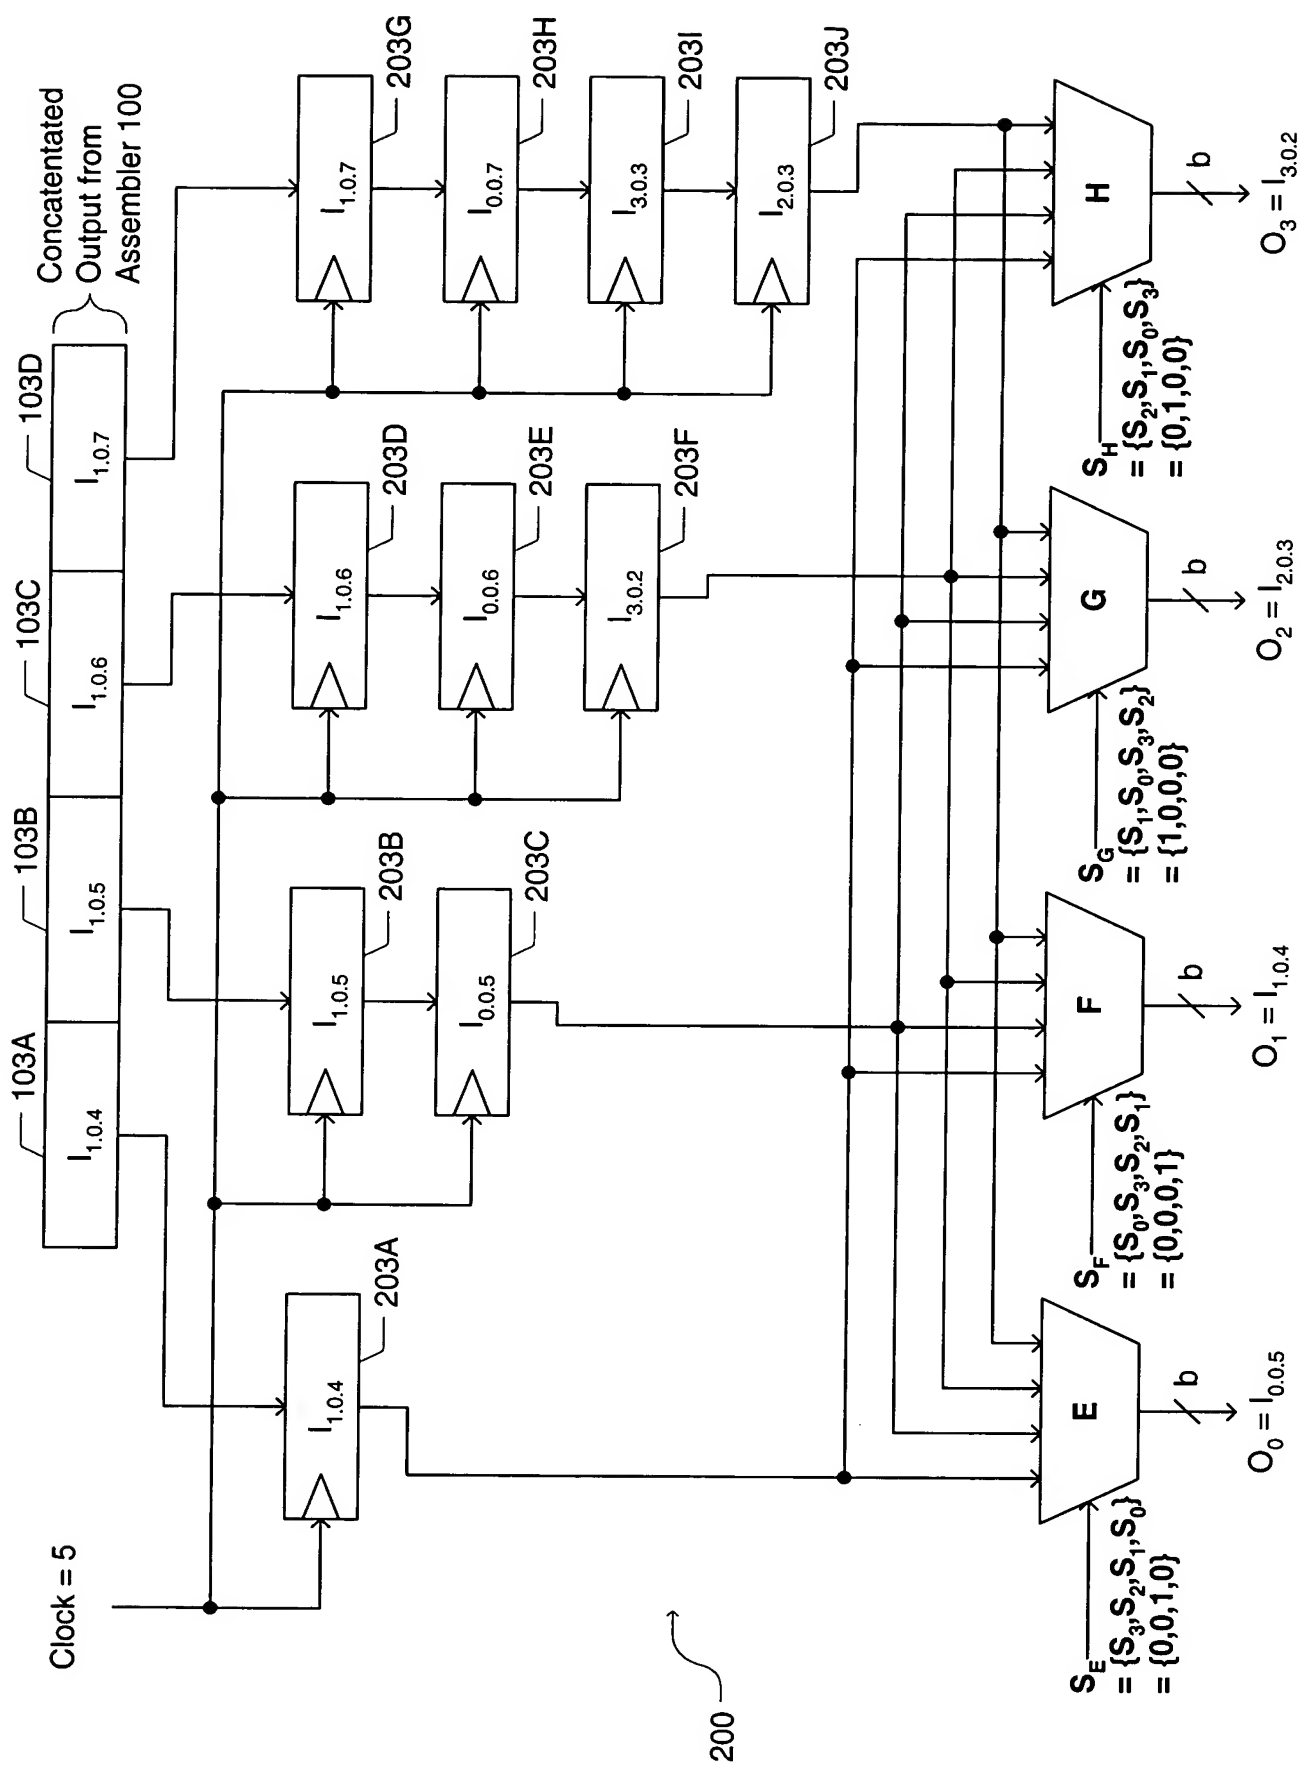 Clock = 5
Concatentated
Output from
Assembler 100
103A
103B
103C
103D
I1.0.4
I1.0.5
I1.0.6
I1.0.7
I1.0.4
203A
I1.0.5
203B
I0.0.5
203C
I1.0.6
203D
I0.0.6
203E
I3.0.2
203F
I1.0.7
203G
I0.0.7
203H
I3.0.3
203I
I2.0.3
203J
200
E
F
G
H
SE
= {S3,S2,S1,S0}
= {0,0,1,0}
SF
= {S0,S3,S2,S1}
= {0,0,0,1}
SG
= {S1,S0,S3,S2}
= {1,0,0,0}
SH
= {S2,S1,S0,S3}
= {0,1,0,0}
b
b
b
b
O0 = I0.0.5
O1 = I1.0.4
O2 = I2.0.3
O3 = I3.0.2